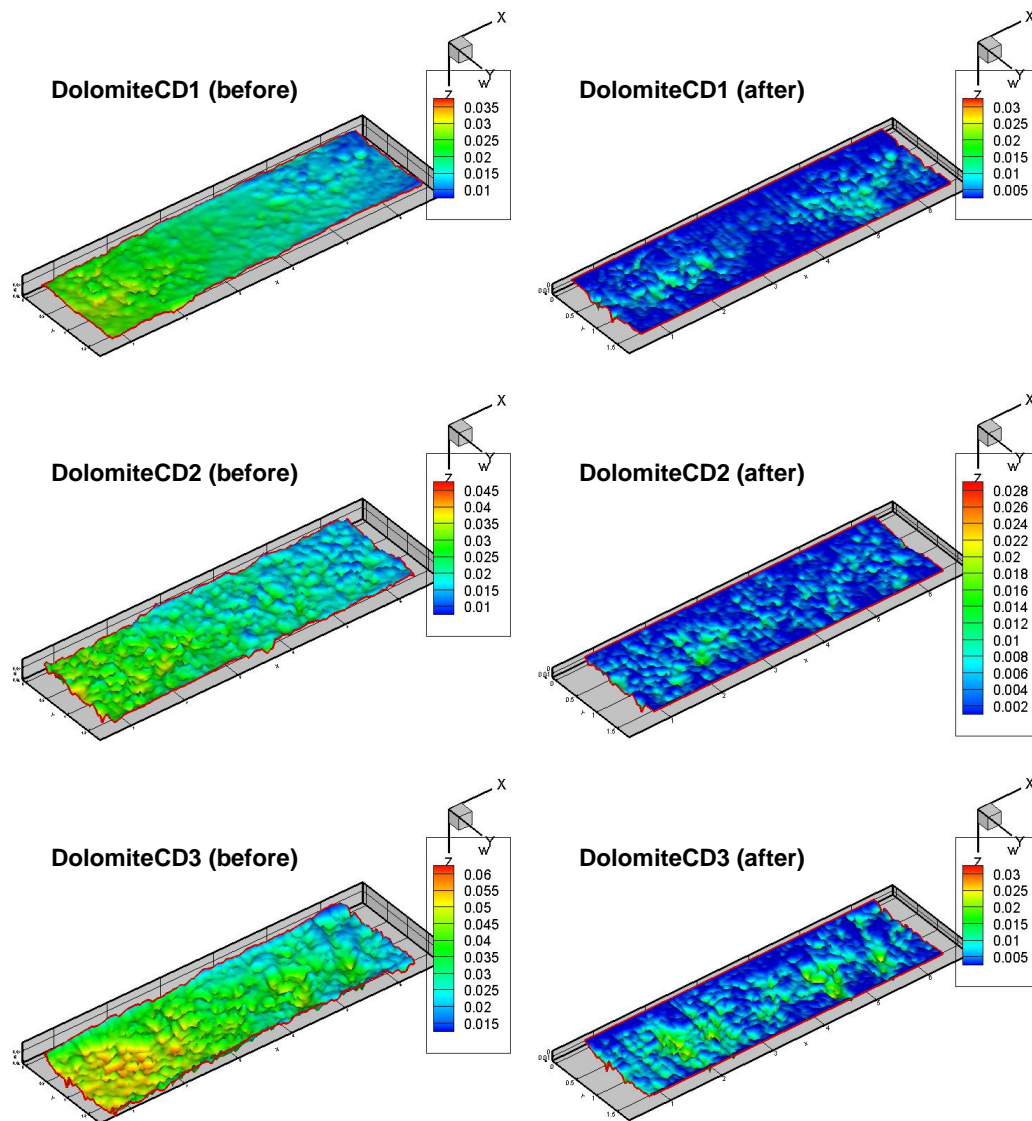 X
Y
Z
DolomiteCD1 (before)
w
0.035
0.03
0.025
0.02
0.015
0.01
X
Y
Z
DolomiteCD1 (after)
w
0.03
0.025
0.02
0.015
0.01
0.005
X
Y
Z
DolomiteCD2 (before)
w
0.045
0.04
0.035
0.03
0.025
0.02
0.015
0.01
X
Y
Z
DolomiteCD2 (after)
w
0.028
0.026
0.024
0.022
0.02
0.018
0.016
0.014
0.012
0.01
0.008
0.006
0.004
0.002
X
Y
Z
DolomiteCD3 (before)
w
0.06
0.055
0.05
0.045
0.04
0.035
0.03
0.025
0.02
0.015
X
Y
Z
DolomiteCD3 (after)
w
0.03
0.025
0.02
0.015
0.01
0.005